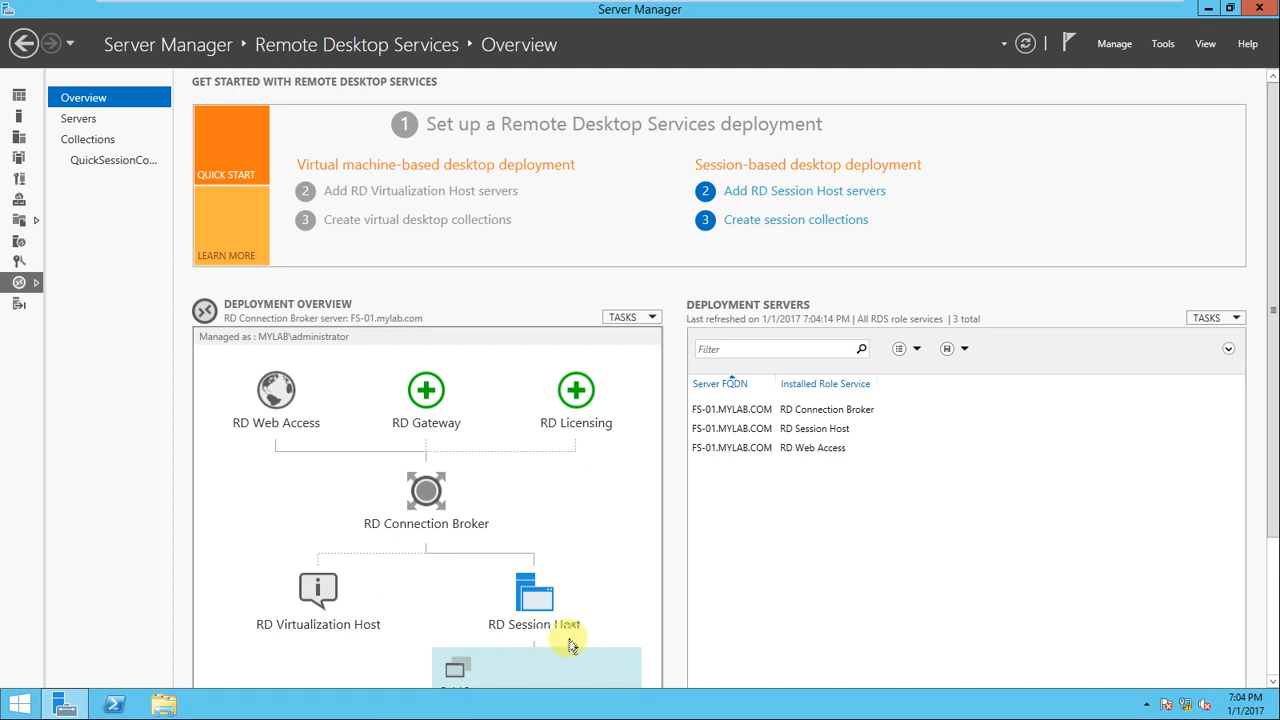 Server Manager
Server Manager ‣ Remote Desktop Services ‣ Overview
Manage Tools View Help
Overview
Servers
Collections
QuickSessionCo...
GET STARTED WITH REMOTE DESKTOP SERVICES
QUICK START
LEARN MORE
1 Set up a Remote Desktop Services deployment
Virtual machine-based desktop deployment
2 Add RD Virtualization Host servers
3 Create virtual desktop collections
Session-based desktop deployment
2 Add RD Session Host servers
3 Create session collections
DEPLOYMENT OVERVIEW
RD Connection Broker server: FS-01.mylab.com
TASKS
Managed as : MYLAB\administrator
RD Web Access
RD Gateway
RD Licensing
RD Connection Broker
RD Virtualization Host
RD Session Host
DEPLOYMENT SERVERS
Last refreshed on 1/1/2017 7:04:14 PM | All RDS role services | 3 total
TASKS
Filter
Server FQDN Installed Role Service
FS-01.MYLAB.COM RD Connection Broker
FS-01.MYLAB.COM RD Session Host
FS-01.MYLAB.COM RD Web Access
7:04 PM
1/1/2017